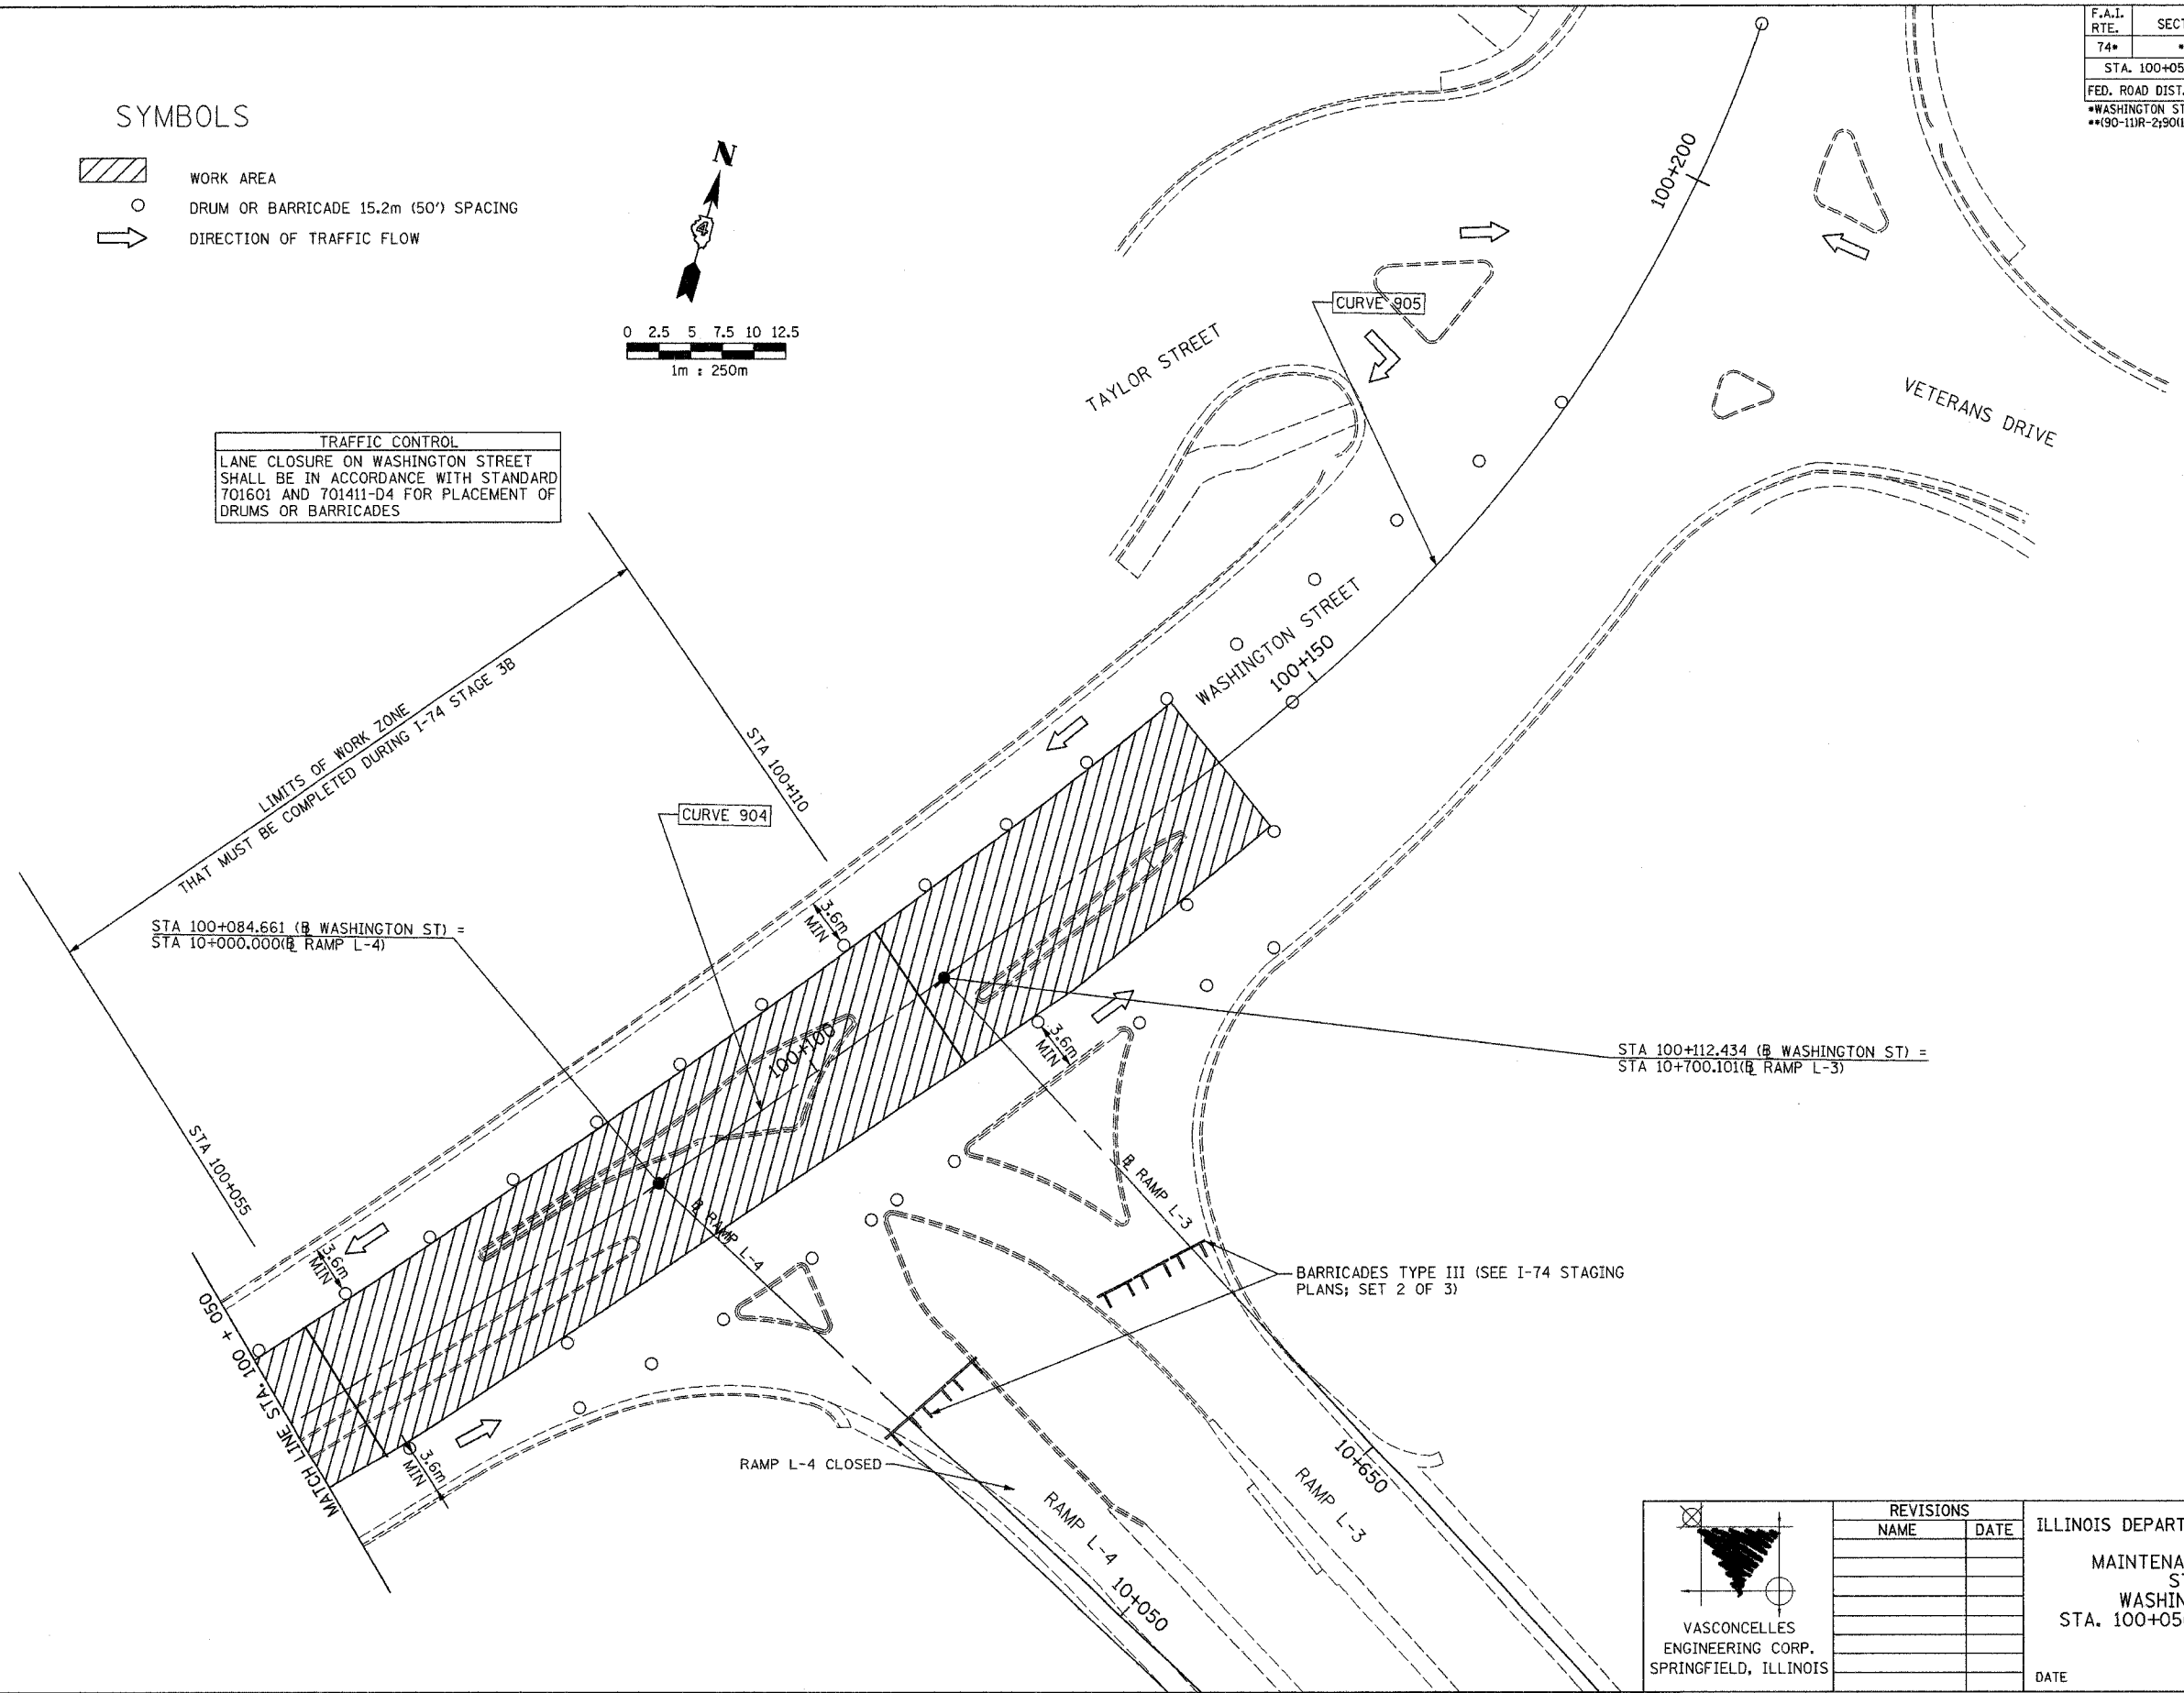 F.A.I.
RTE.
SECT
74*
*
STA. 100+05
FED. ROAD DIST.
*WASHINGTON ST
**(90-11)R-2;90(1
SYMBOLS
WORK AREA
DRUM OR BARRICADE 15.2m (50') SPACING
DIRECTION OF TRAFFIC FLOW
N
4
0 2.5 5 7.5 10 12.5
1m : 250m
TRAFFIC CONTROL
LANE CLOSURE ON WASHINGTON STREET
SHALL BE IN ACCORDANCE WITH STANDARD
701601 AND 701411-D4 FOR PLACEMENT OF
DRUMS OR BARRICADES
100+200
CURVE 905
TAYLOR STREET
VETERANS DRIVE
WASHINGTON STREET
100+150
LIMITS OF WORK ZONE
THAT MUST BE COMPLETED DURING I-74 STAGE 3B
STA 100+110
CURVE 904
3.6m
MIN
STA 100+084.661 (B WASHINGTON ST) =
STA 10+000.000(B RAMP L-4)
100+100
3.6m
MIN
STA 100+112.434 (B WASHINGTON ST) =
STA 10+700.101(B RAMP L-3)
STA 100+055
B RAMP L-4
B RAMP L-3
3.6m
MIN
BARRICADES TYPE III (SEE I-74 STAGING
PLANS; SET 2 OF 3)
MATCH LINE STA. 100 + 050
3.6m
MIN
RAMP L-4 CLOSED
10+650
RAMP L-3
RAMP L-4
10+050
VASCONCELLES
ENGINEERING CORP.
SPRINGFIELD, ILLINOIS
REVISIONS
NAME
DATE
ILLINOIS DEPART
MAINTENA
ST
WASHIN
STA. 100+05
DATE